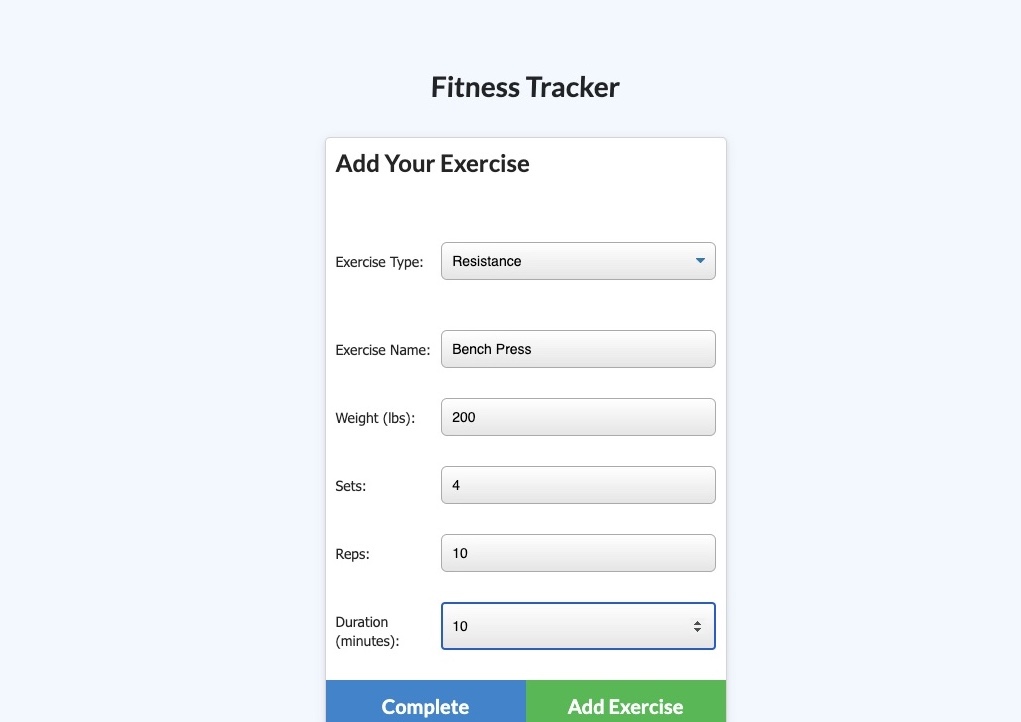 Fitness Tracker
Add Your Exercise
Exercise Type: Resistance
Exercise Name: Bench Press
Weight (lbs): 200
Sets: 4
Reps: 10
Duration
(minutes): 10
Complete Add Exercise